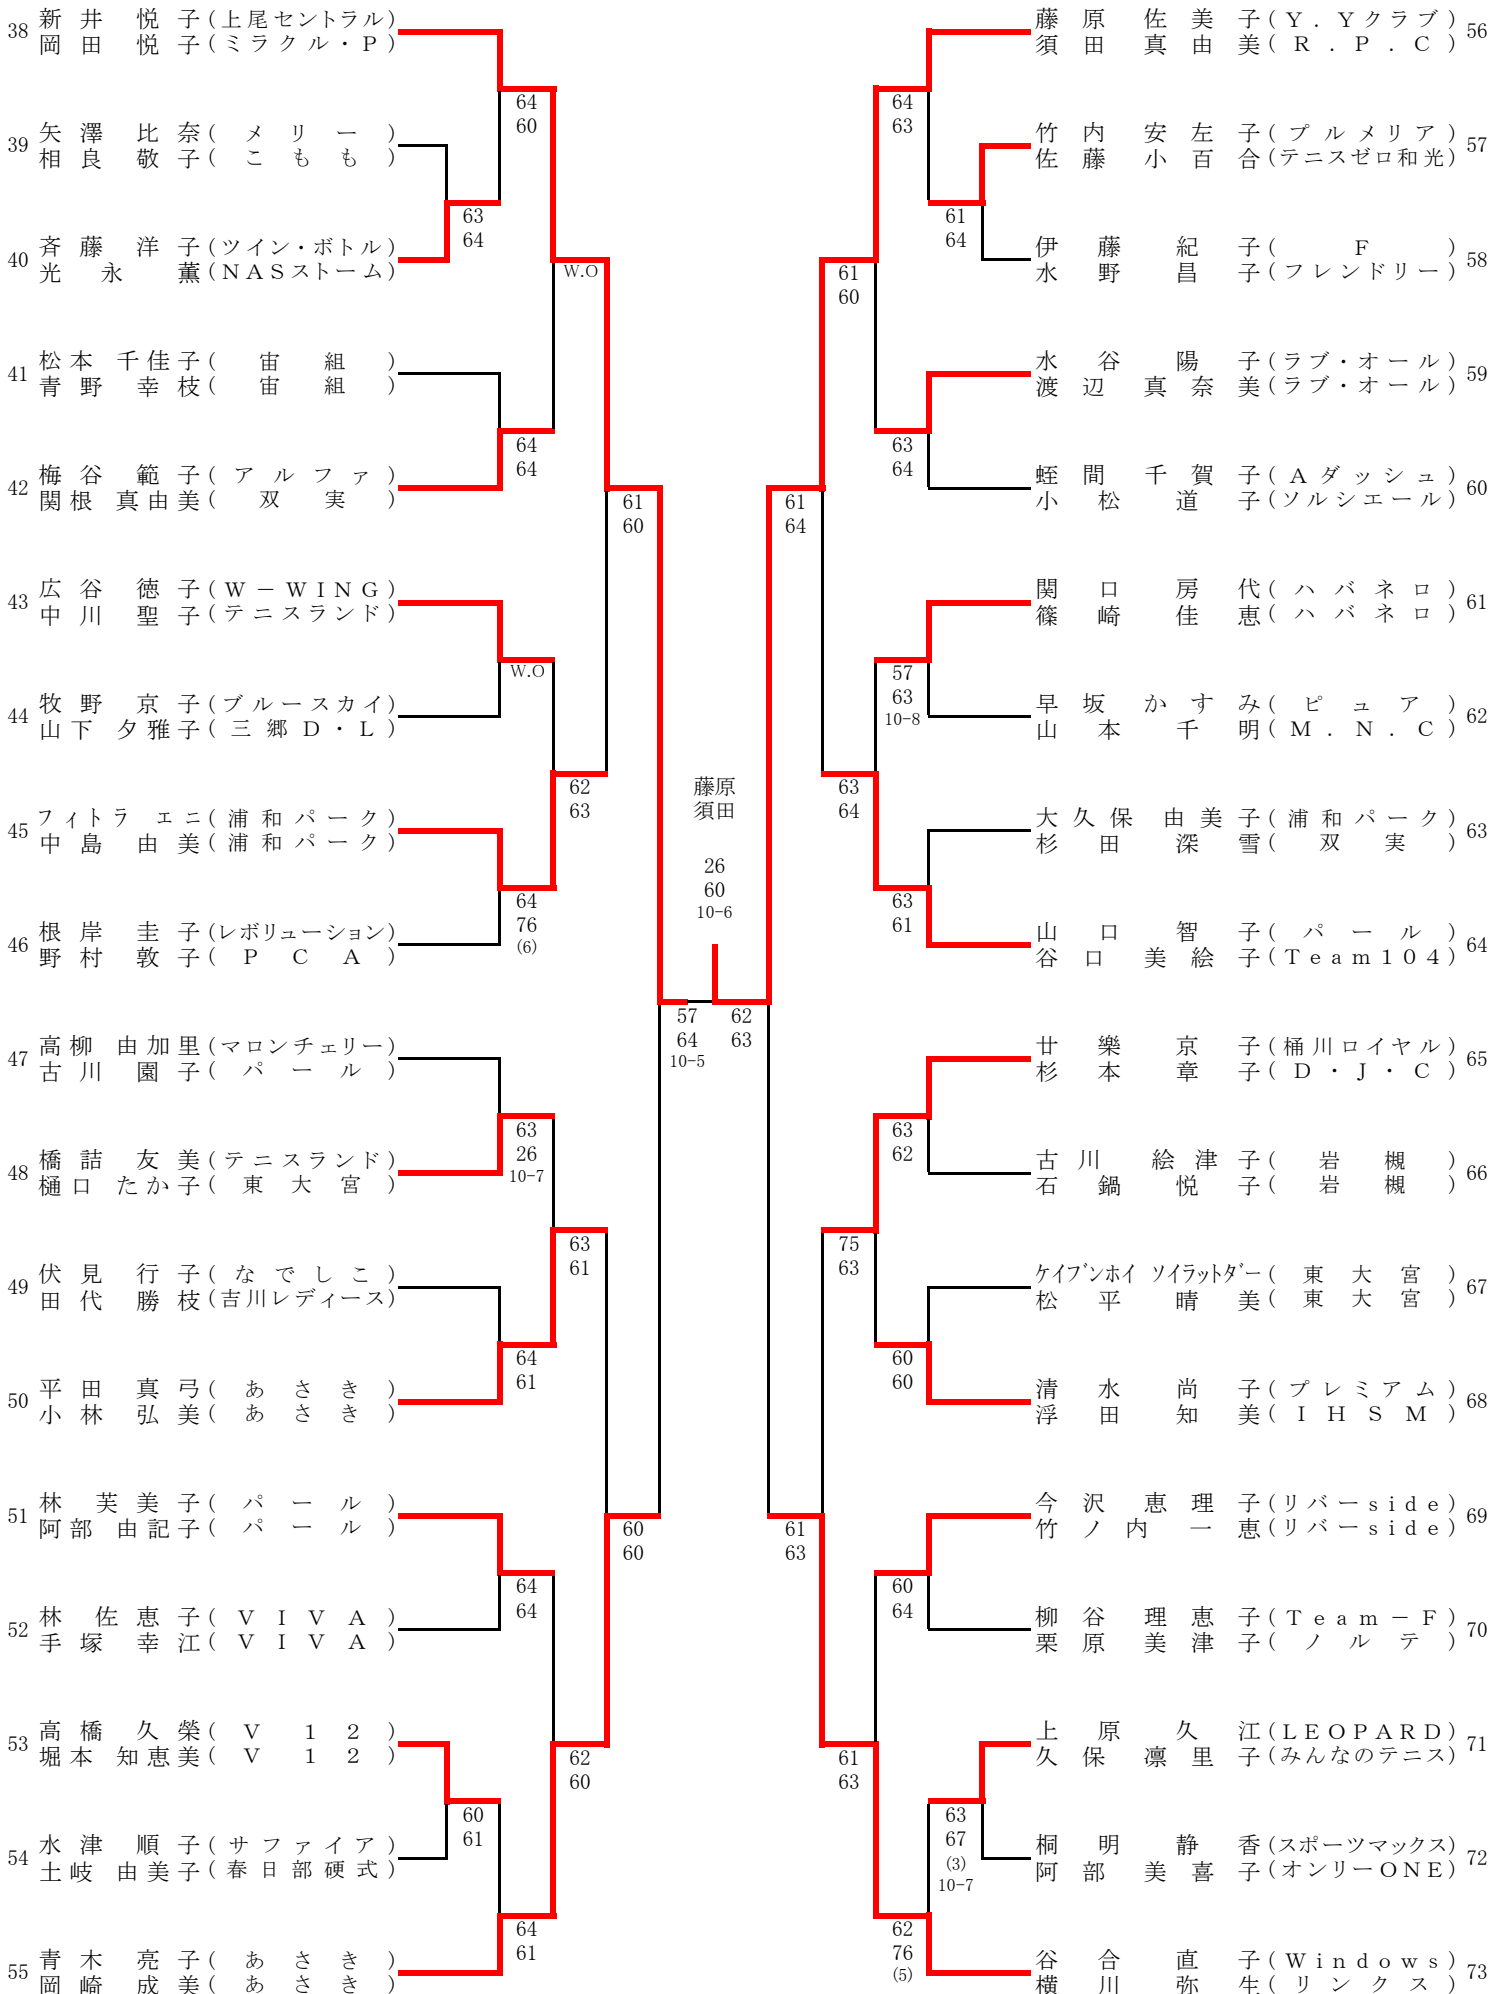 38 新井 悦子(上尾セントラル)
岡田 悦子(ミラクル・P)
64
60
39 矢澤 比奈(メリー)
相良 敬子(こもも)
63
64
40 斉藤 洋子(ツイン・ボトル)
光永 薫(NASストーム)
W.O
41 松本 千佳子(宙組)
青野 幸枝(宙組)
64
64
42 梅谷 範子(アルファ)
関根 真由美(双実)
61
60
43 広谷 徳子(W－WING)
中川 聖子(テニスランド)
W.O
44 牧野 京子(ブルースカイ)
山下 夕雅子(三郷D・L)
62
63
45 フィトラ エニ(浦和パーク)
中島 由美(浦和パーク)
64
76
(6)
46 根岸 圭子(レボリューション)
野村 敦子(PCA)
57
64
10-5
47 高柳 由加里(マロンチェリー)
古川 園子(パール)
63
26
10-7
48 橋詰 友美(テニスランド)
樋口 たか子(東大宮)
63
61
49 伏見 行子(なでしこ)
田代 勝枝(吉川レディース)
64
61
50 平田 真弓(あさき)
小林 弘美(あさき)
60
60
51 林 芙美子(パール)
阿部 由記子(パール)
64
64
52 林 佐恵子(VIVA)
手塚 幸江(VIVA)
62
60
53 高橋 久榮(V12)
堀本 知恵美(V12)
60
61
54 水津 順子(サファイア)
土岐 由美子(春日部硬式)
64
61
55 青木 亮子(あさき)
岡崎 成美(あさき)
藤原
須田
26
60
10-6
藤原 佐美子(Y.Yクラブ) 56
須田 真由美(R.P.C)
64
63
竹内 安左子(プルメリア) 57
佐藤 小百合(テニスゼロ和光)
61
64
伊藤 紀子(F) 58
水野 昌子(フレンドリー)
61
60
水谷 陽子(ラブ・オール) 59
渡辺 真奈美(ラブ・オール)
63
64
蛭間 千賀子(Aダッシュ) 60
小松 道子(ソルシエール)
61
64
関口 房代(ハバネロ) 61
篠崎 佳恵(ハバネロ)
57
63
10-8
早坂 かすみ(ピュア) 62
山本 千明(M.N.C)
63
64
大久保 由美子(浦和パーク) 63
杉田 深雪(双実)
63
61
山口 智子(パール) 64
谷口 美絵子(Team104)
62
63
廿樂 京子(桶川ロイヤル) 65
杉本 章子(D・J・C)
63
62
古川 絵津子(岩槻) 66
石鍋 悦子(岩槻)
75
63
ケイブンホイ ソイラットダー(東大宮) 67
松平 晴美(東大宮)
60
60
清水 尚子(プレミアム) 68
浮田 知美(IHSM)
61
63
今沢 恵理子(リバーside) 69
竹ノ内 一恵(リバーside)
60
64
柳谷 理恵子(Team－F) 70
栗原 美津子(ノルテ)
61
63
上原 久江(LEOPARD) 71
久保 凛里子(みんなのテニス)
63
67
(3)
10-7
桐明 静香(スポーツマックス) 72
阿部 美喜子(オンリーONE)
62
76
(5)
谷合 直子(Windows) 73
横川 弥生(リンクス)